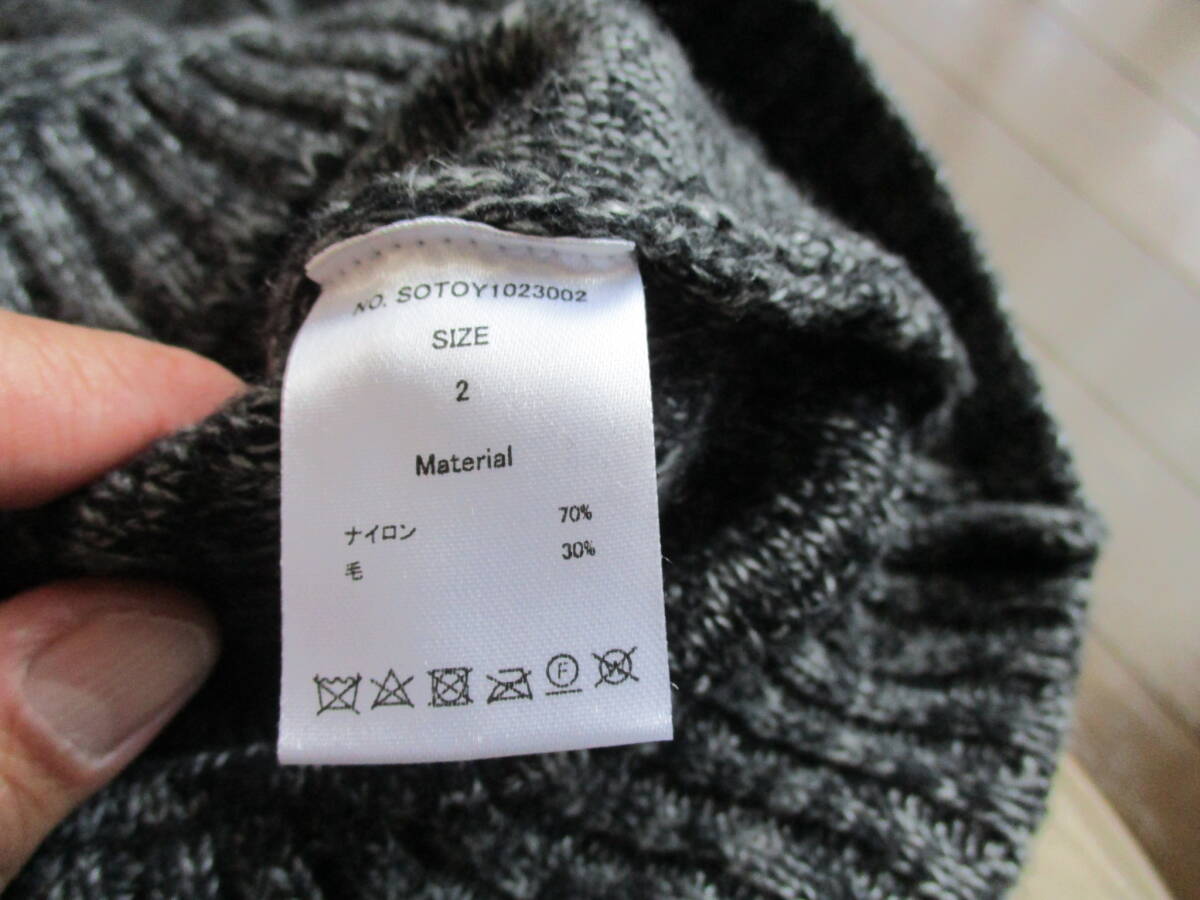 NO. SOTOY1023002
SIZE
2
Material
ナイロン 70%
毛 30%
F W